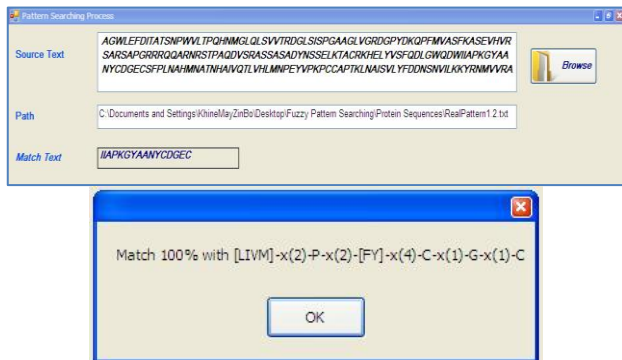 Pattern Searching Process
Source Text
AGWLEFDITATSNPWVLTPQHNMGLQLSVVTRDGLSISPGAAGLVGRDGPYDKQPFMVASFKASEVHVR
SARSAPGRRRQQARNRSTPAQDVSRASSASADYNSSELKTACRKHELYVSFQDLGWQDWIIAPKGYAA
NYCDGECSFPLNAHMNATNHAIVQTLVHLMNPEYVPKPCCAPTKLNAISVLYFDDNSNVILKKYRNMVVRA
Browse
Path
C:\Documents and Settings\KhineMayZinBo\Desktop\Fuzzy Pattern Searching\Protein Sequences\RealPattern1 2.txt
Match Text
IIAPKGYAANYCDGEC
Match 100% with [LIVM]-x(2)-P-x(2)-[FY]-x(4)-C-x(1)-G-x(1)-C
OK